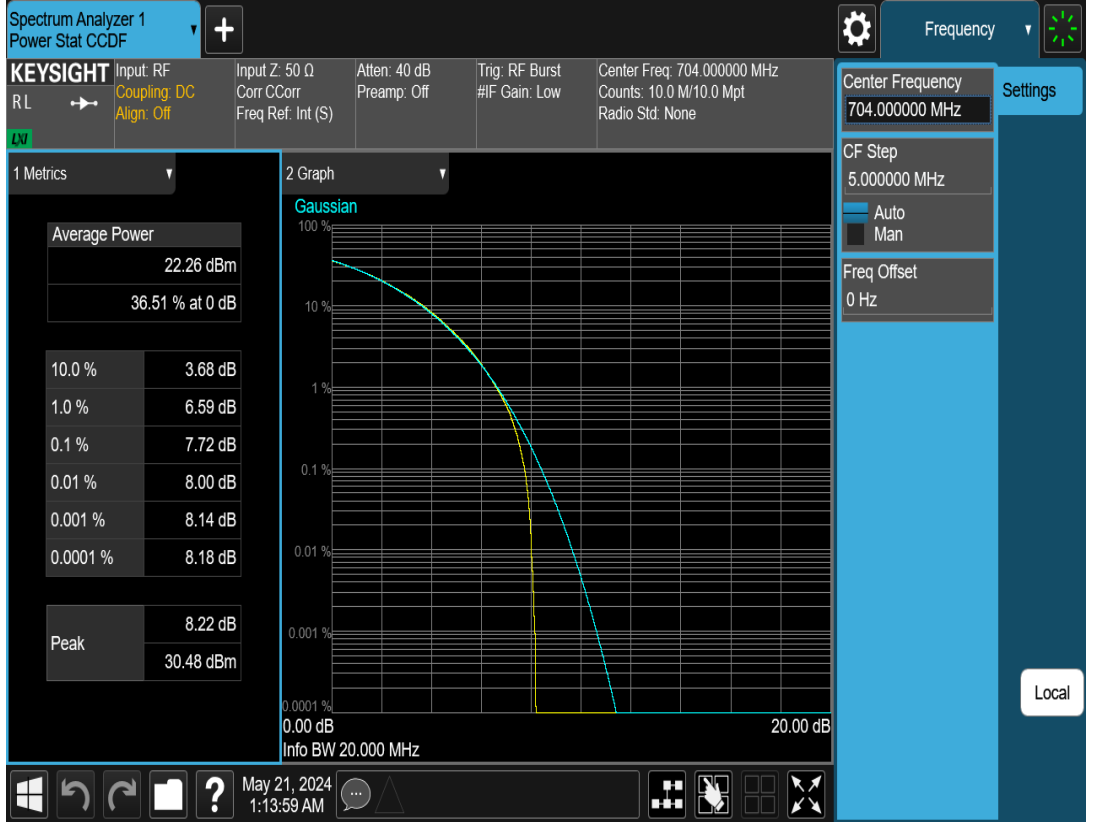 Spectrum Analyzer 1
Power Stat CCDF
Frequency
KEYSIGHT
RL
LXI
Input: RF
Coupling: DC
Align: Off
Input Z: 50 Ω
Corr CCorr
Freq Ref: Int (S)
Atten: 40 dB
Preamp: Off
Trig: RF Burst
#IF Gain: Low
Center Freq: 704.000000 MHz
Counts: 10.0 M/10.0 Mpt
Radio Std: None
Center Frequency
704.000000 MHz
Settings
CF Step
5.000000 MHz
Auto
Man
Freq Offset
0 Hz
Local
1 Metrics
Average Power
22.26 dBm
36.51 % at 0 dB
10.0 % 3.68 dB
1.0 % 6.59 dB
0.1 % 7.72 dB
0.01 % 8.00 dB
0.001 % 8.14 dB
0.0001 % 8.18 dB
Peak 8.22 dB
30.48 dBm
2 Graph
Gaussian
100 %
10 %
1 %
0.1 %
0.01 %
0.001 %
0.0001 %
0.00 dB 20.00 dB
Info BW 20.000 MHz
?
May 21, 2024
1:13:59 AM